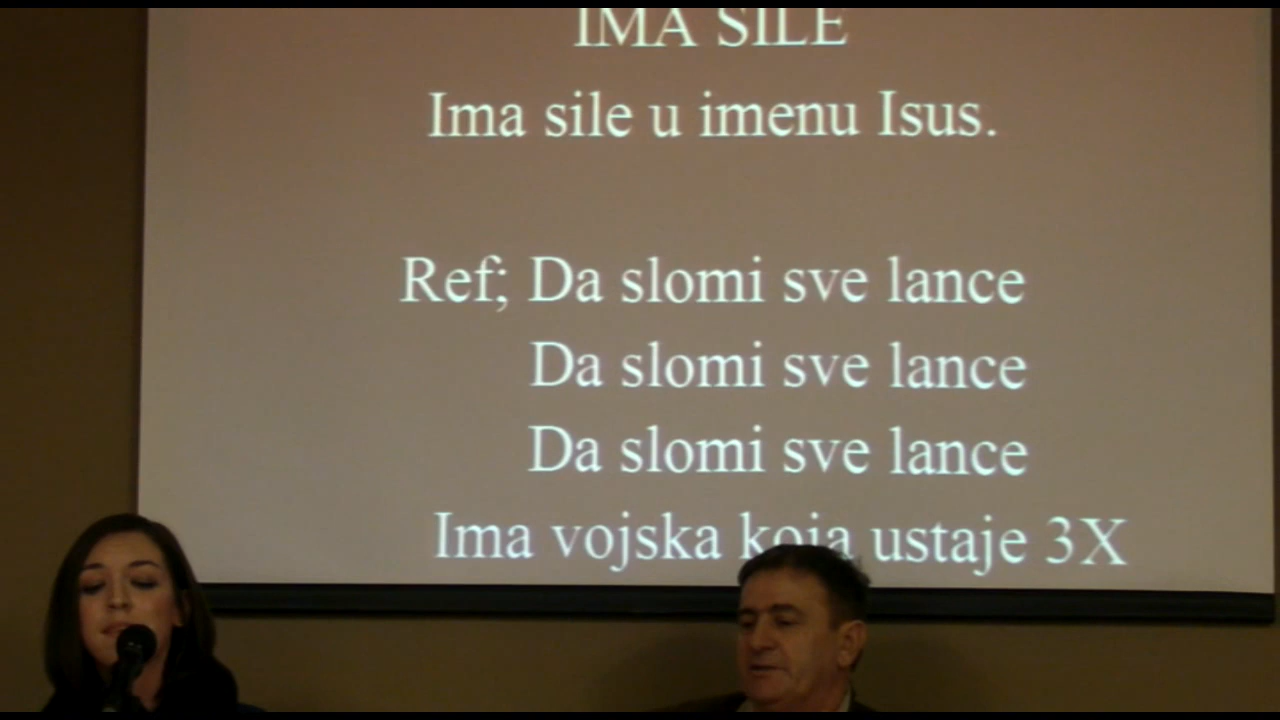 IMA SILE
Ima sile u imenu Isus.
Ref; Da slomi sve lance
Da slomi sve lance
Da slomi sve lance
Ima vojska koja ustaje 3X